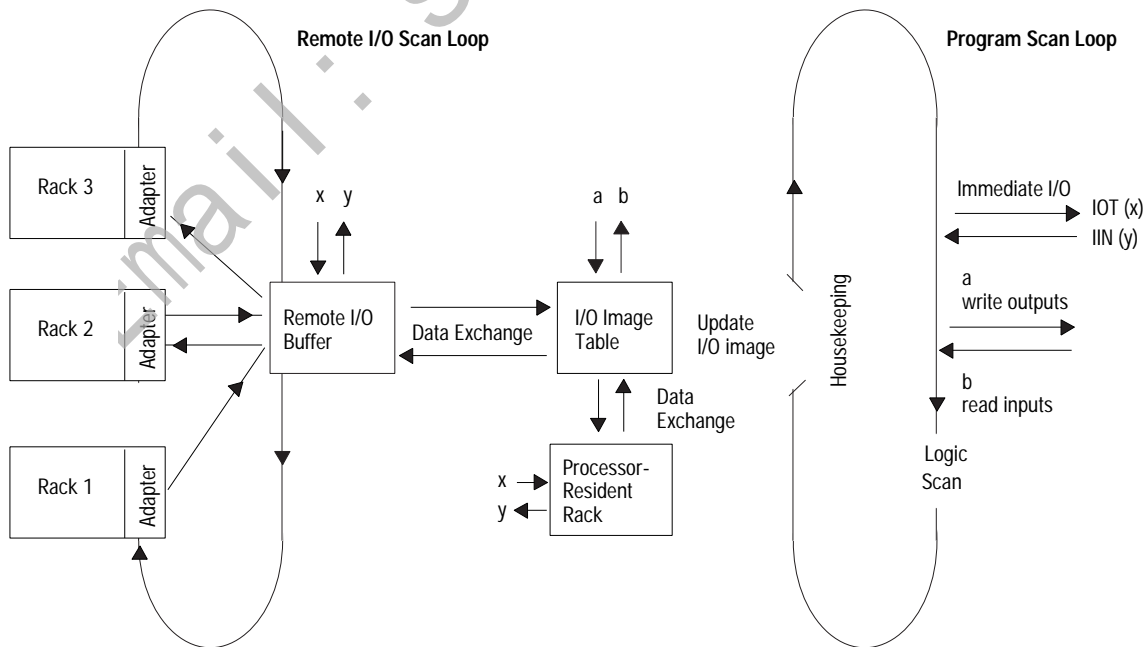 Remote I/O Scan Loop
Program Scan Loop
Rack 3
Adapter
Rack 2
Adapter
Rack 1
Adapter
x y
Remote I/O
Buffer
Data Exchange
a b
I/O Image
Table
Data
Exchange
x
y
Processor-
Resident
Rack
Update
I/O image
Housekeeping
Immediate I/O
IOT (x)
IIN (y)
a
write outputs
b
read inputs
Logic
Scan
mail: